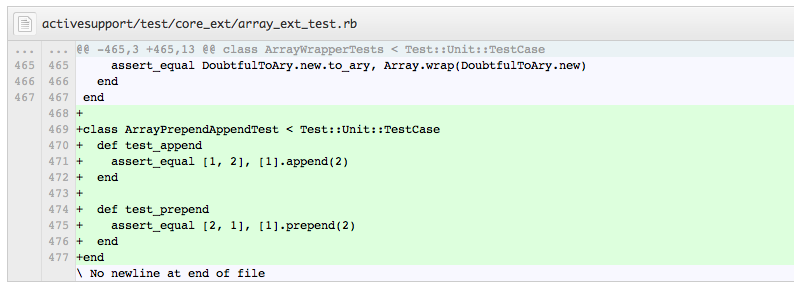 activesupport/test/core_ext/array_ext_test.rb
... ... @@ -465,3 +465,13 @@ class ArrayWrapperTests < Test::Unit::TestCase
465 465     assert_equal DoubtfulToAry.new.to_ary, Array.wrap(DoubtfulToAry.new)
466 466   end
467 467 end
468 +
469 +class ArrayPrependAppendTest < Test::Unit::TestCase
470 +  def test_append
471 +    assert_equal [1, 2], [1].append(2)
472 +  end
473 +
474 +  def test_prepend
475 +    assert_equal [2, 1], [1].prepend(2)
476 +  end
477 +end
\ No newline at end of file